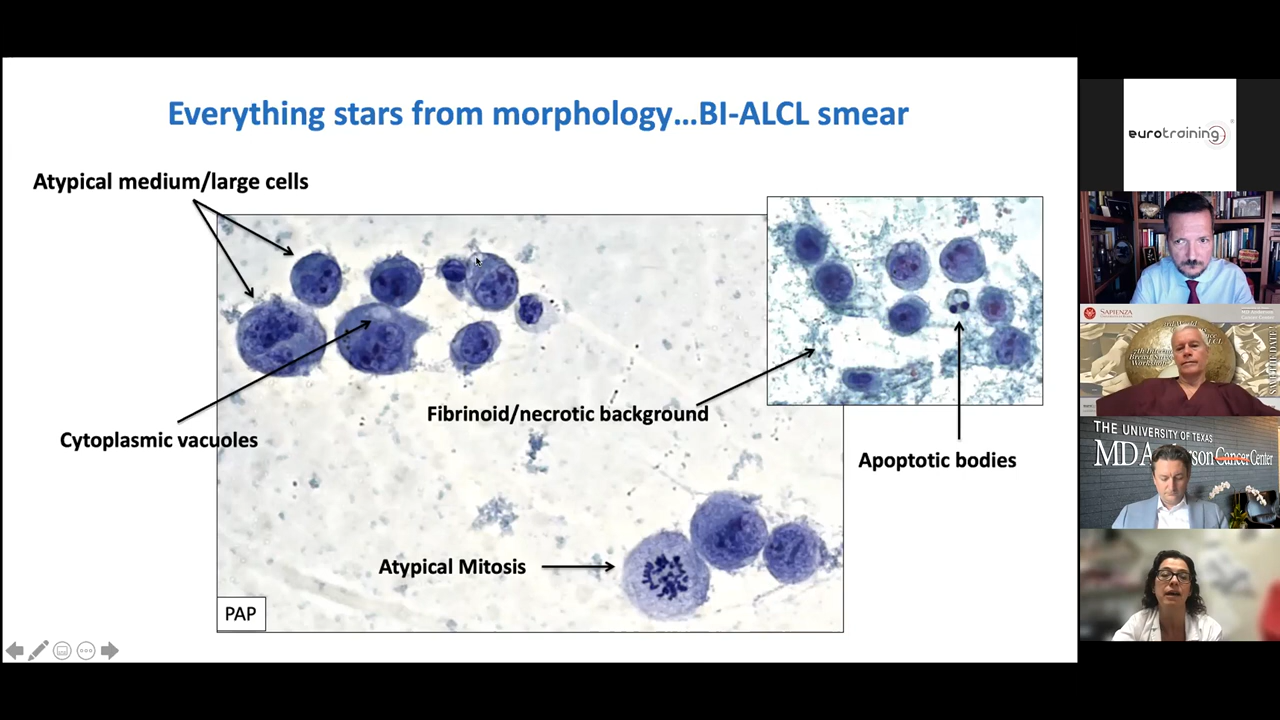 Everything stars from morphology...BI-ALCL smear
Atypical medium/large cells
Cytoplasmic vacuoles
Fibrinoid/necrotic background
Apoptotic bodies
Atypical Mitosis
PAP
eurotraining
SAPIENZA
THE UNIVERSITY OF TEXAS
MD Anderson Cancer Center